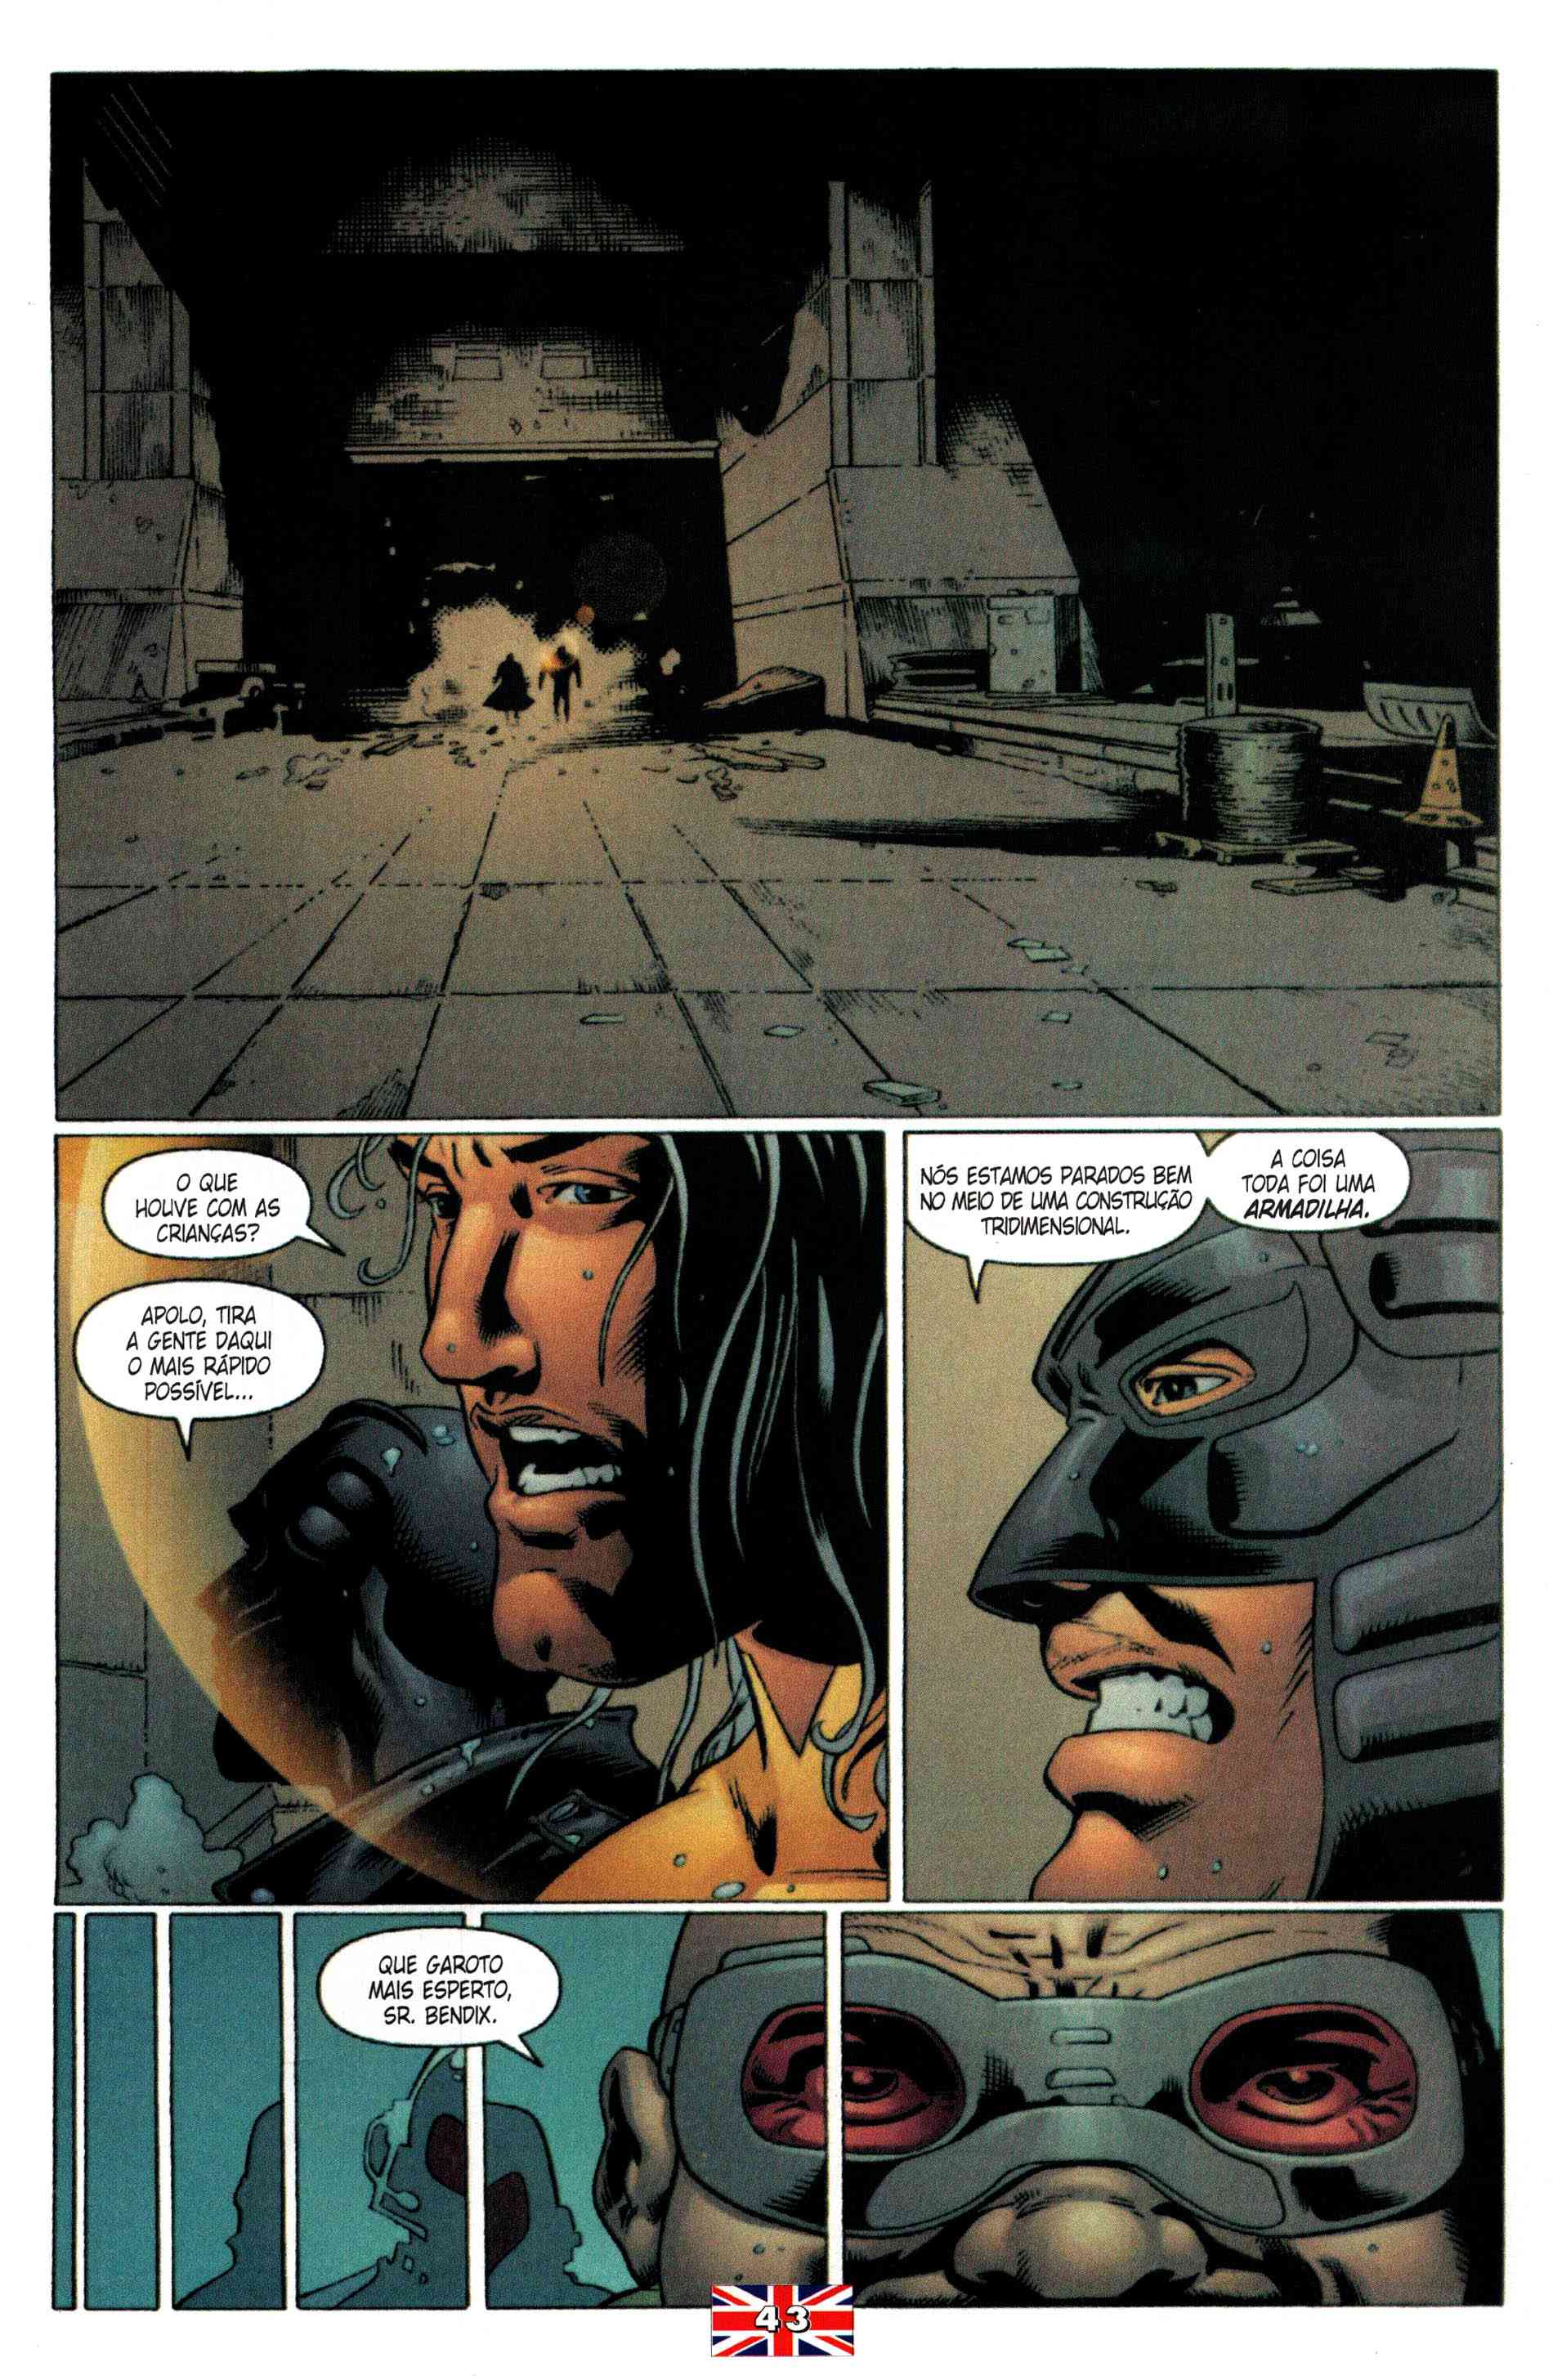 O QUE
HOUVE COM AS
CRIANÇAS?
APOLO, TIRA
A GENTE DAQUI
O MAIS RÁPIDO
POSSÍVEL...
NÓS ESTAMOS PARADOS BEM
NO MEIO DE UMA CONSTRUÇÃO
TRIDIMENSIONAL.
A COISA
TODA FOI UMA
ARMADILHA.
QUE GAROTO
MAIS ESPERTO,
SR. BENDIX.
43